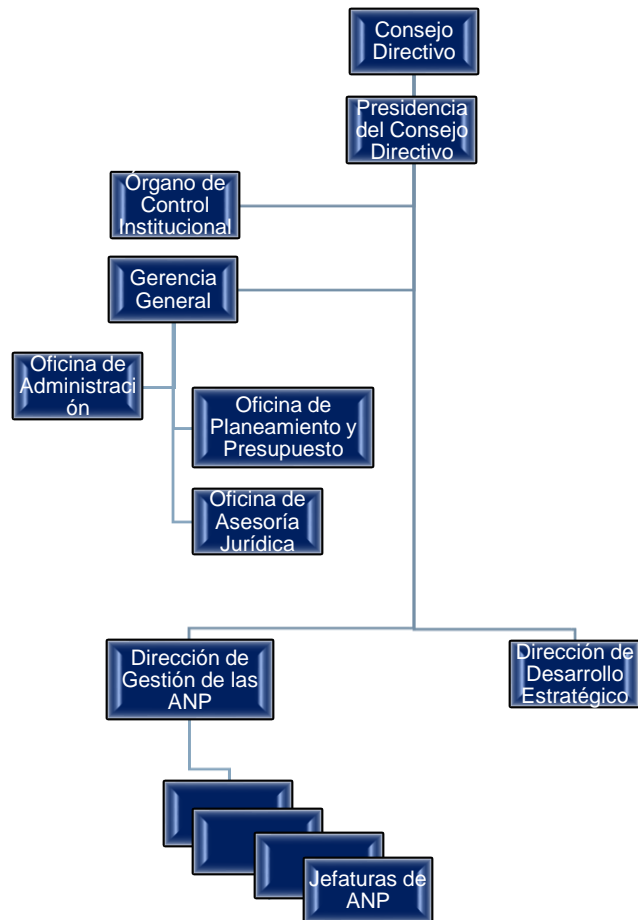 Consejo
Directivo
Presidencia
del Consejo
Directivo
Órgano de
Control
Institucional
Gerencia
General
Oficina de
Administraci
ón
Oficina de
Planeamiento y
Presupuesto
Oficina de
Asesoría
Jurídica
Dirección de
Gestión de las
ANP
Dirección de
Desarrollo
Estratégico
Jefaturas de
ANP